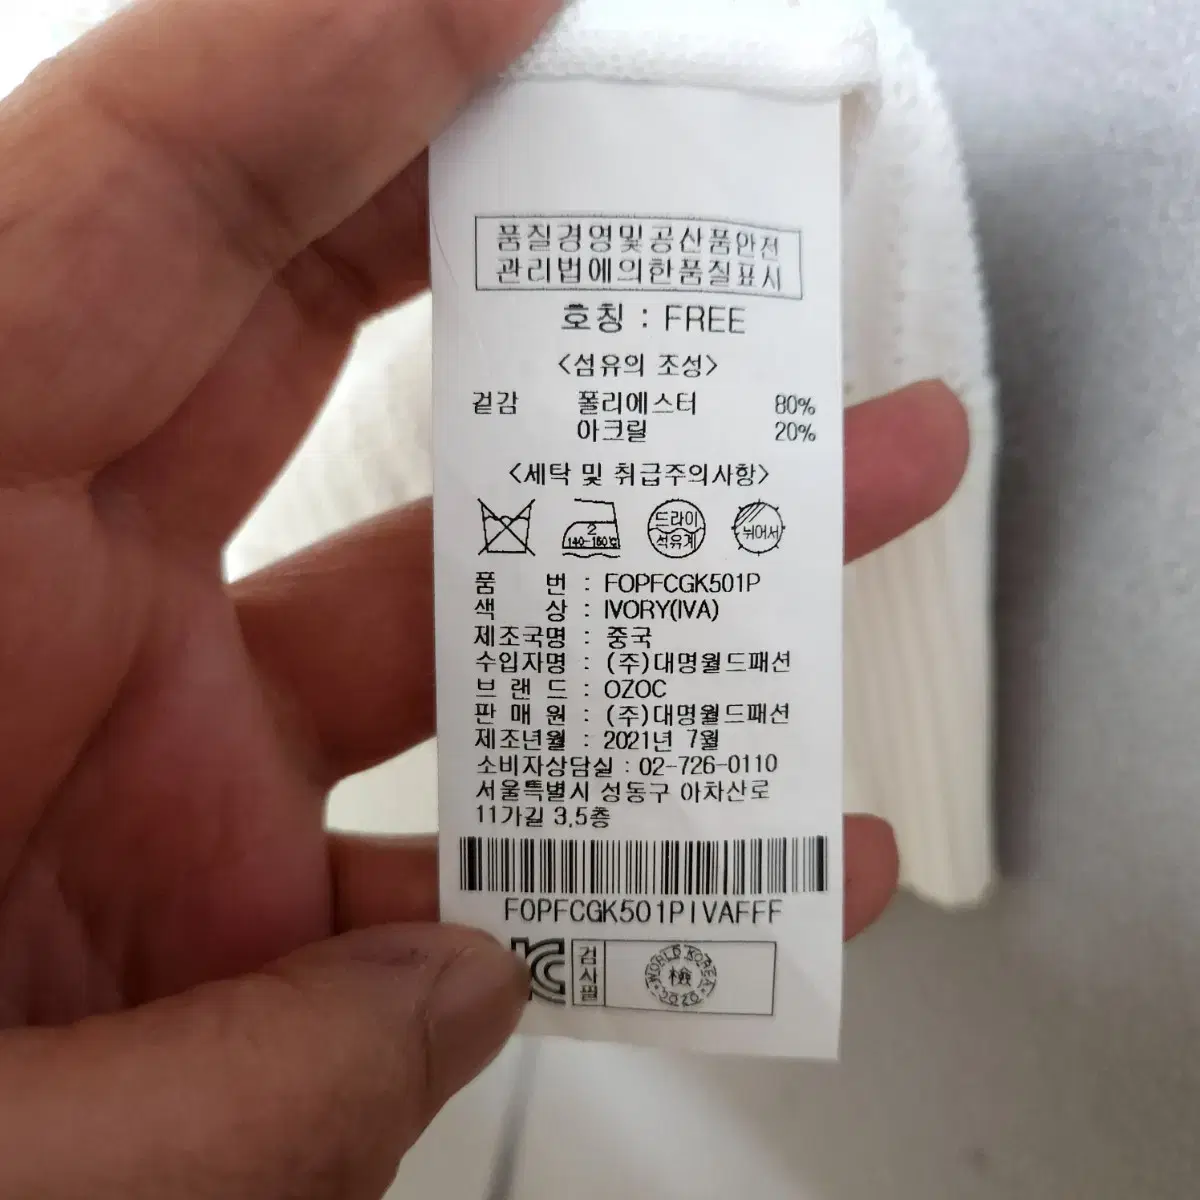 품질경영및공산품안전
관리법에의한품질표시
호칭 : FREE
<섬유의 조성>
겉감 폴리에스터 80%
아크릴 20%
<세탁 및 취급주의사항>
2
140-160℃
드라이
석유계
뉘어서
품 번 : FOPFCGK501P
색 상 : IVORY(IVA)
제조국명 : 중국
수입자명 : (주)대명월드패션
브 랜 드 : OZOC
판 매 원 : (주)대명월드패션
제조년월 : 2021년 7월
소비자상담실 : 02-726-0110
서울특별시 성동구 아차산로
11가길 3,5층
FOPFCGK501PIVAFFF
KC
검사필
WORLD KOREA
檢
2020